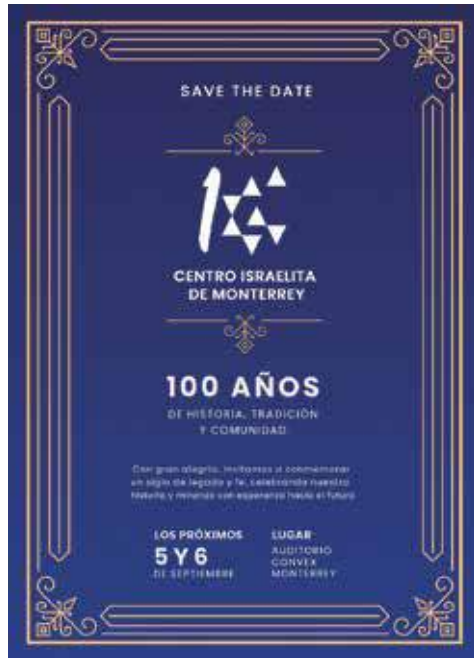 SAVE THE DATE
CENTRO ISRAELITA
DE MONTERREY
100 AÑOS
DE HISTORIA, TRADICIÓN
Y COMUNIDAD
Con gran alegría, invitamos a conmemorar
un siglo de legado y fe, celebrando nuestra
historia y mirando con esperanza hacia el futuro
LOS PRÓXIMOS
5 Y 6
DE SEPTIEMBRE
LUGAR
AUDITORIO
CONVEX
MONTERREY